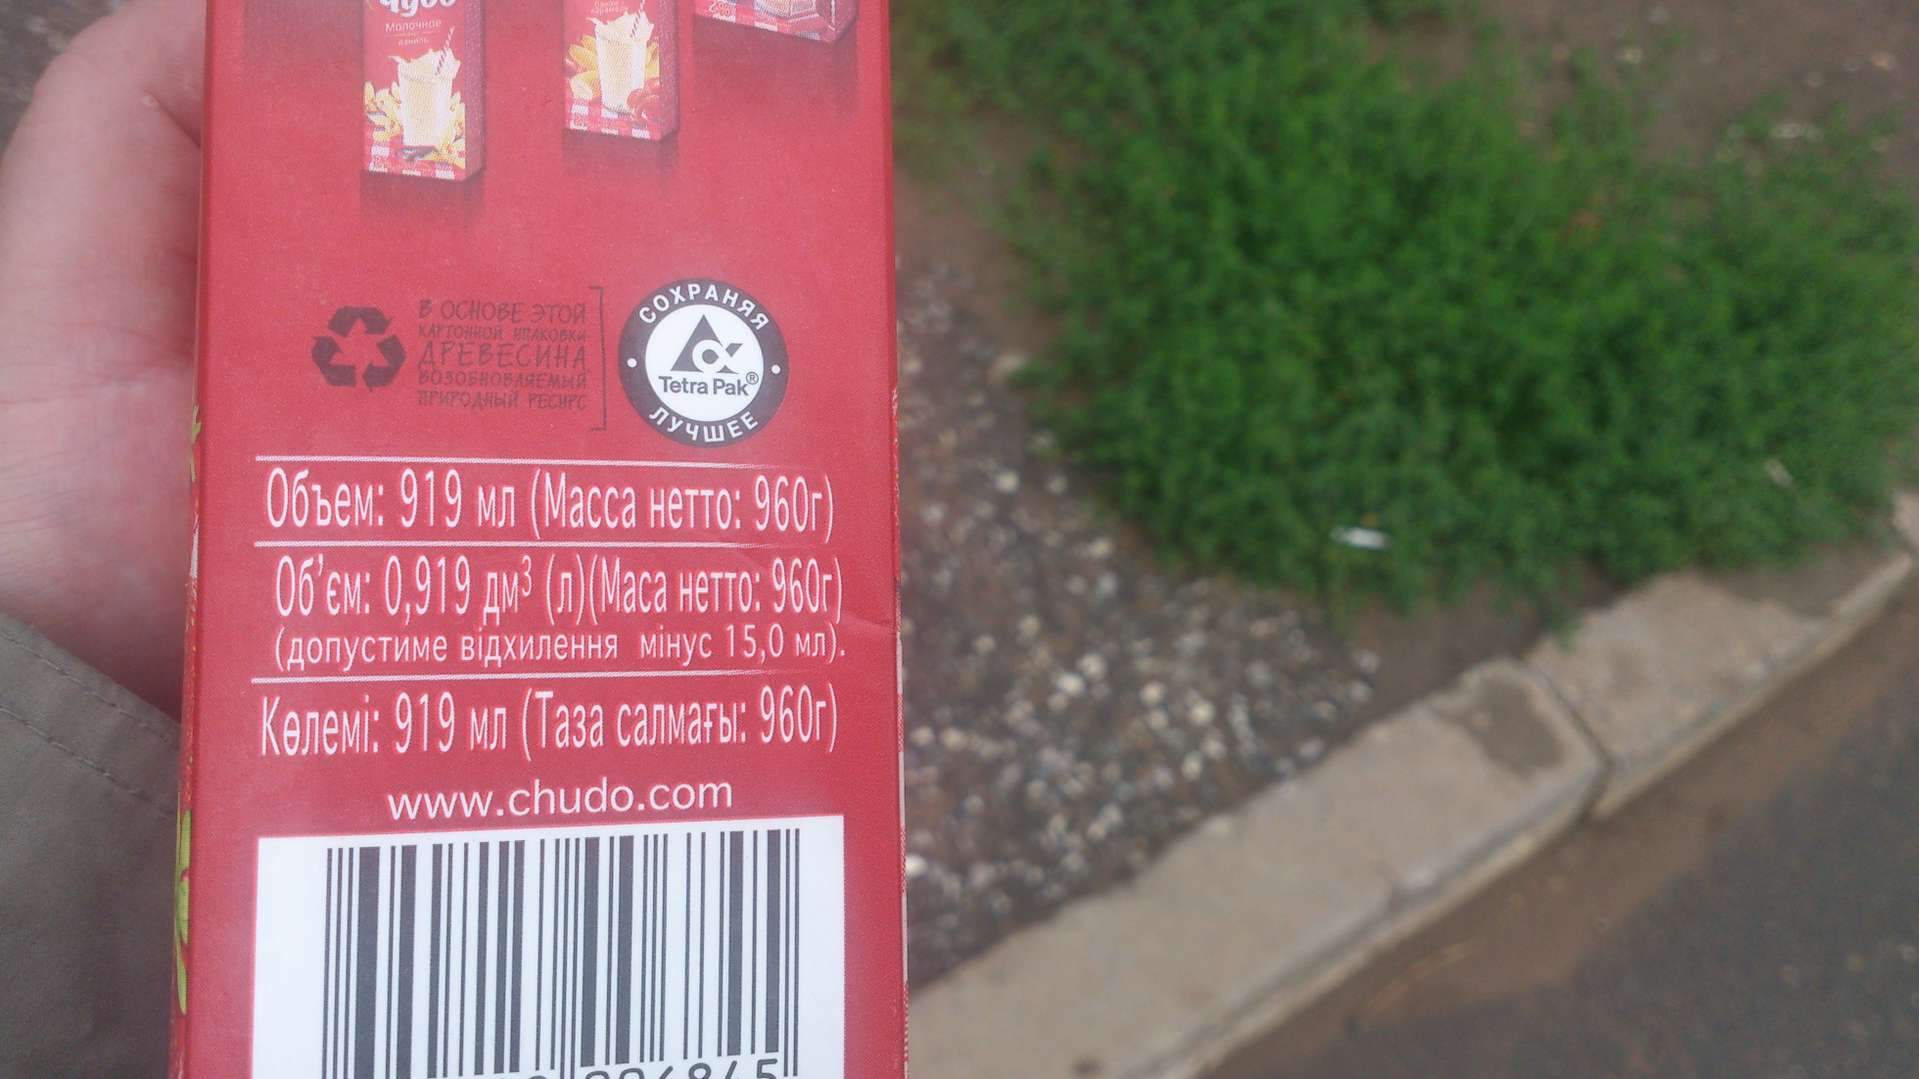 Чудо
Молочное
ваниль
В ОСНОВЕ ЭТОЙ
КАРТОННОЙ УПАКОВКИ-
ДРЕВЕСИНА
ВОЗОБНОВЛЯЕМЫЙ
ПРИРОДНЫЙ РЕСУРС
СОХРАНЯЯ
Tetra Pak®
ЛУЧШЕЕ
Объем: 919 мл (Масса нетто: 960г)
Об’єм: 0,919 дм³ (л)(Маса нетто: 960г)
(допустиме відхилення мінус 15,0 мл).
Көлемі: 919 мл (Таза салмағы: 960г)
www.chudo.com